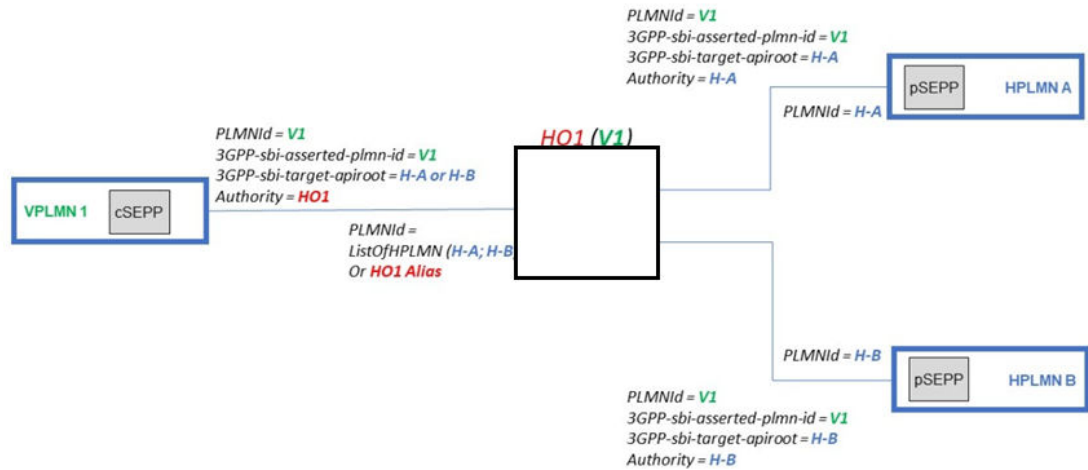 PLMNId = V1
3GPP-sbi-asserted-plmn-id = V1
3GPP-sbi-target-apiroot = H-A
Authority = H-A
pSEPP
HPLMN A
PLMNId = H-A
HO1 (V1)
PLMNId = V1
3GPP-sbi-asserted-plmn-id = V1
3GPP-sbi-target-apiroot = H-A or H-B
Authority = HO1
VPLMN 1
cSEPP
PLMNId =
ListOfHPLMN (H-A; H-B
Or HO1 Alias
PLMNId = H-B
pSEPP
HPLMN B
PLMNId = V1
3GPP-sbi-asserted-plmn-id = V1
3GPP-sbi-target-apiroot = H-B
Authority = H-B